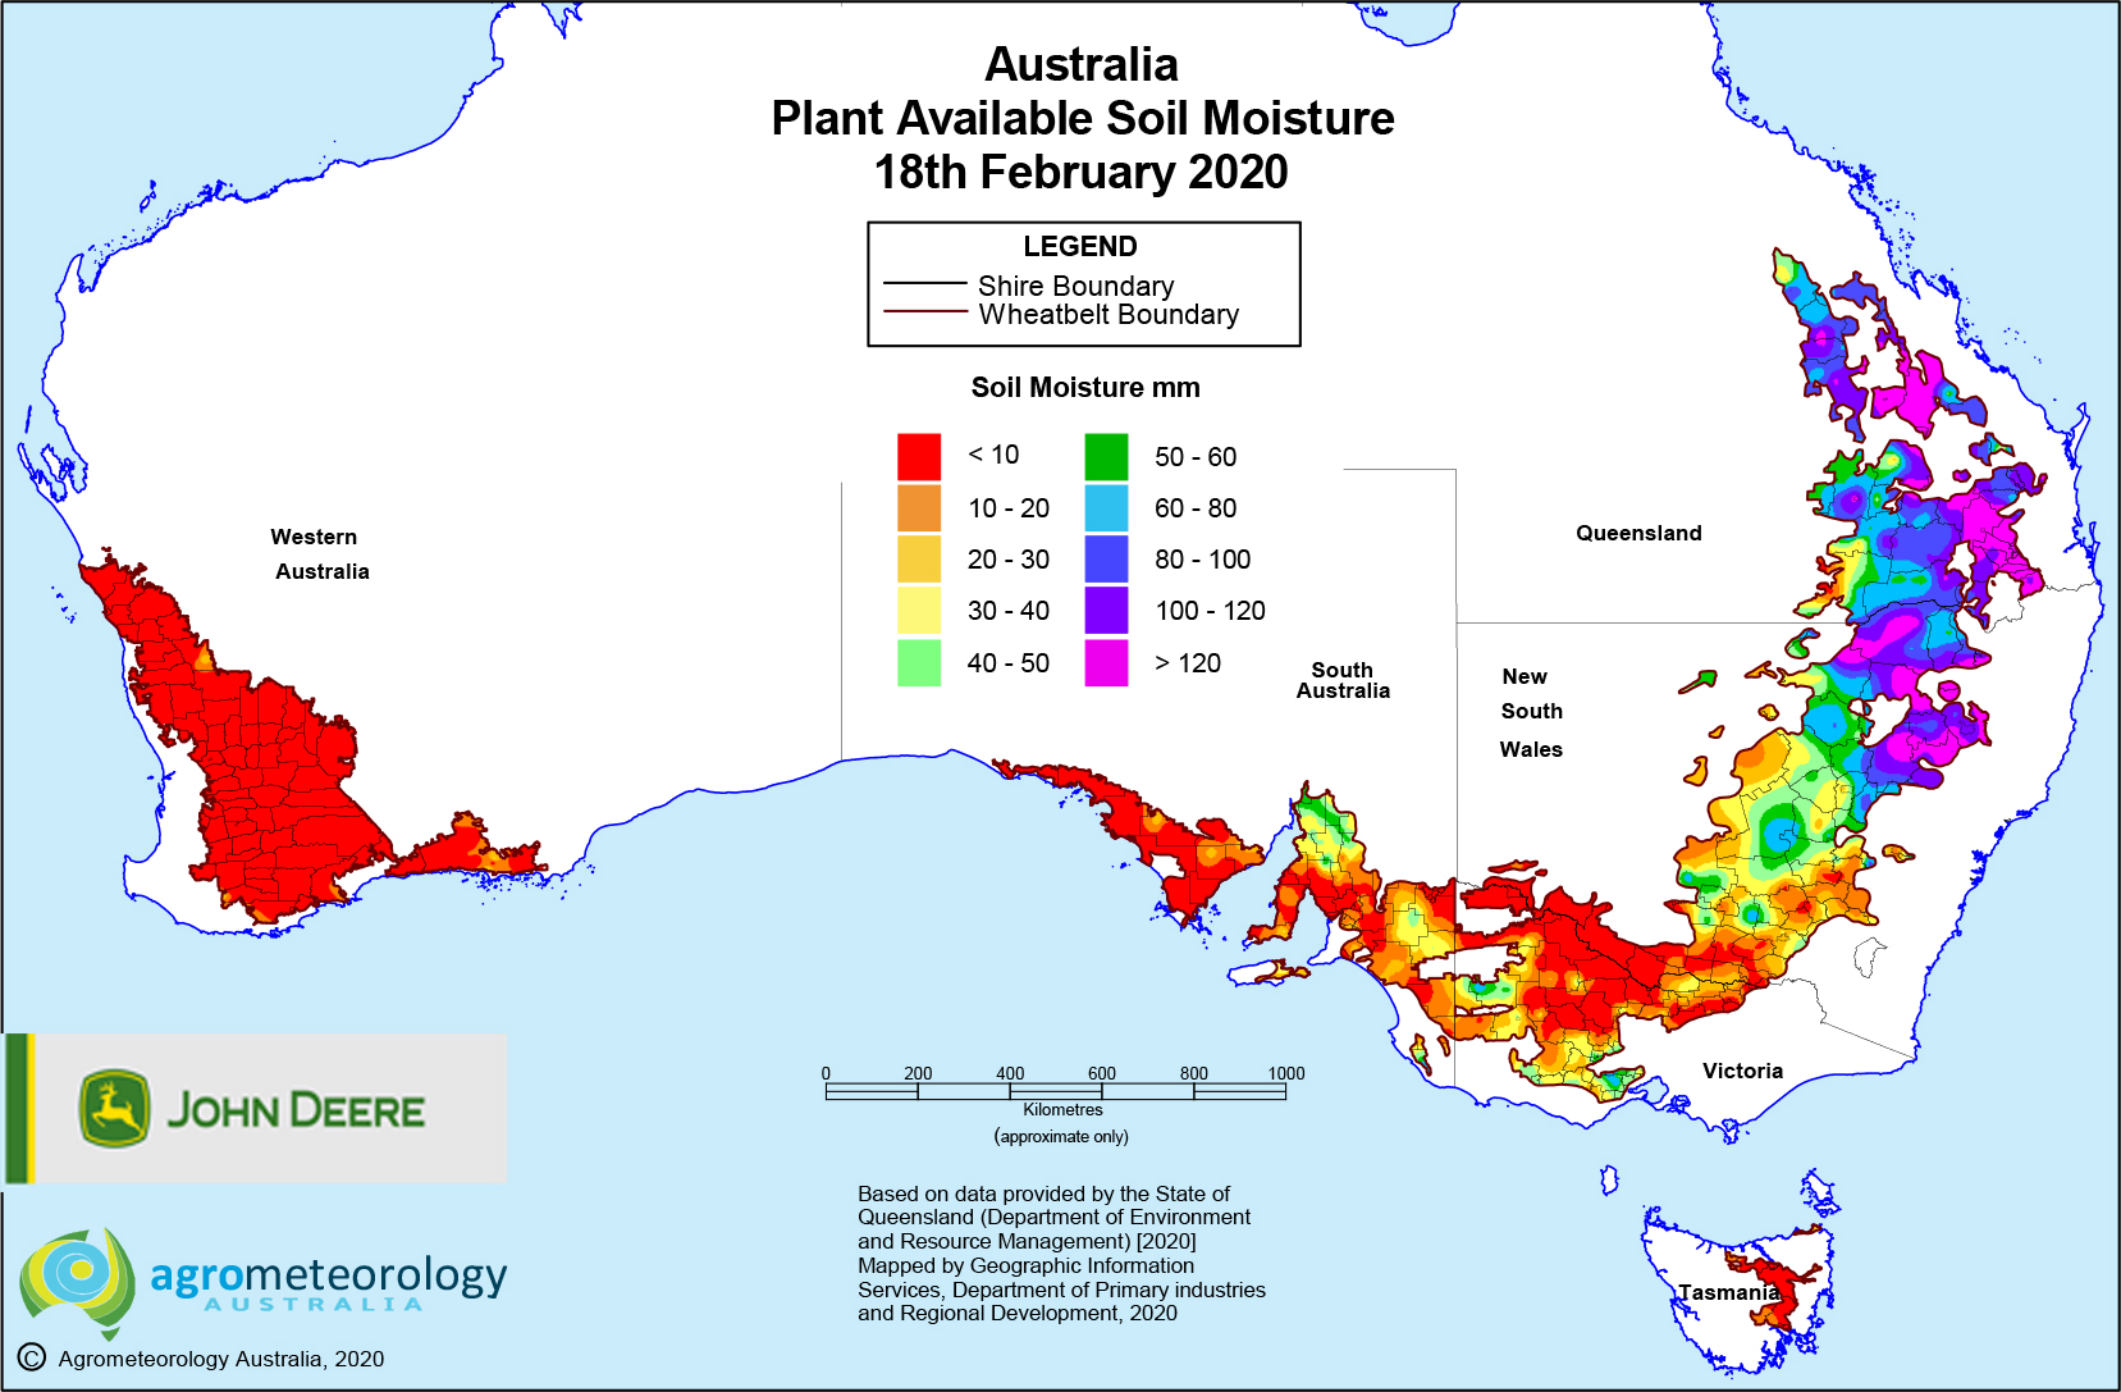 Australia
Plant Available Soil Moisture
18th February 2020
LEGEND
Shire Boundary
Wheatbelt Boundary
Soil Moisture mm
< 10
10 - 20
20 - 30
30 - 40
40 - 50
50 - 60
60 - 80
80 - 100
100 - 120
> 120
Western
Australia
Queensland
South
Australia
New
South
Wales
Victoria
Tasmania
0 200 400 600 800 1000
Kilometres
(approximate only)
Based on data provided by the State of
Queensland (Department of Environment
and Resource Management) [2020]
Mapped by Geographic Information
Services, Department of Primary industries
and Regional Development, 2020
JOHN DEERE
agrometeorology
AUSTRALIA
© Agrometeorology Australia, 2020